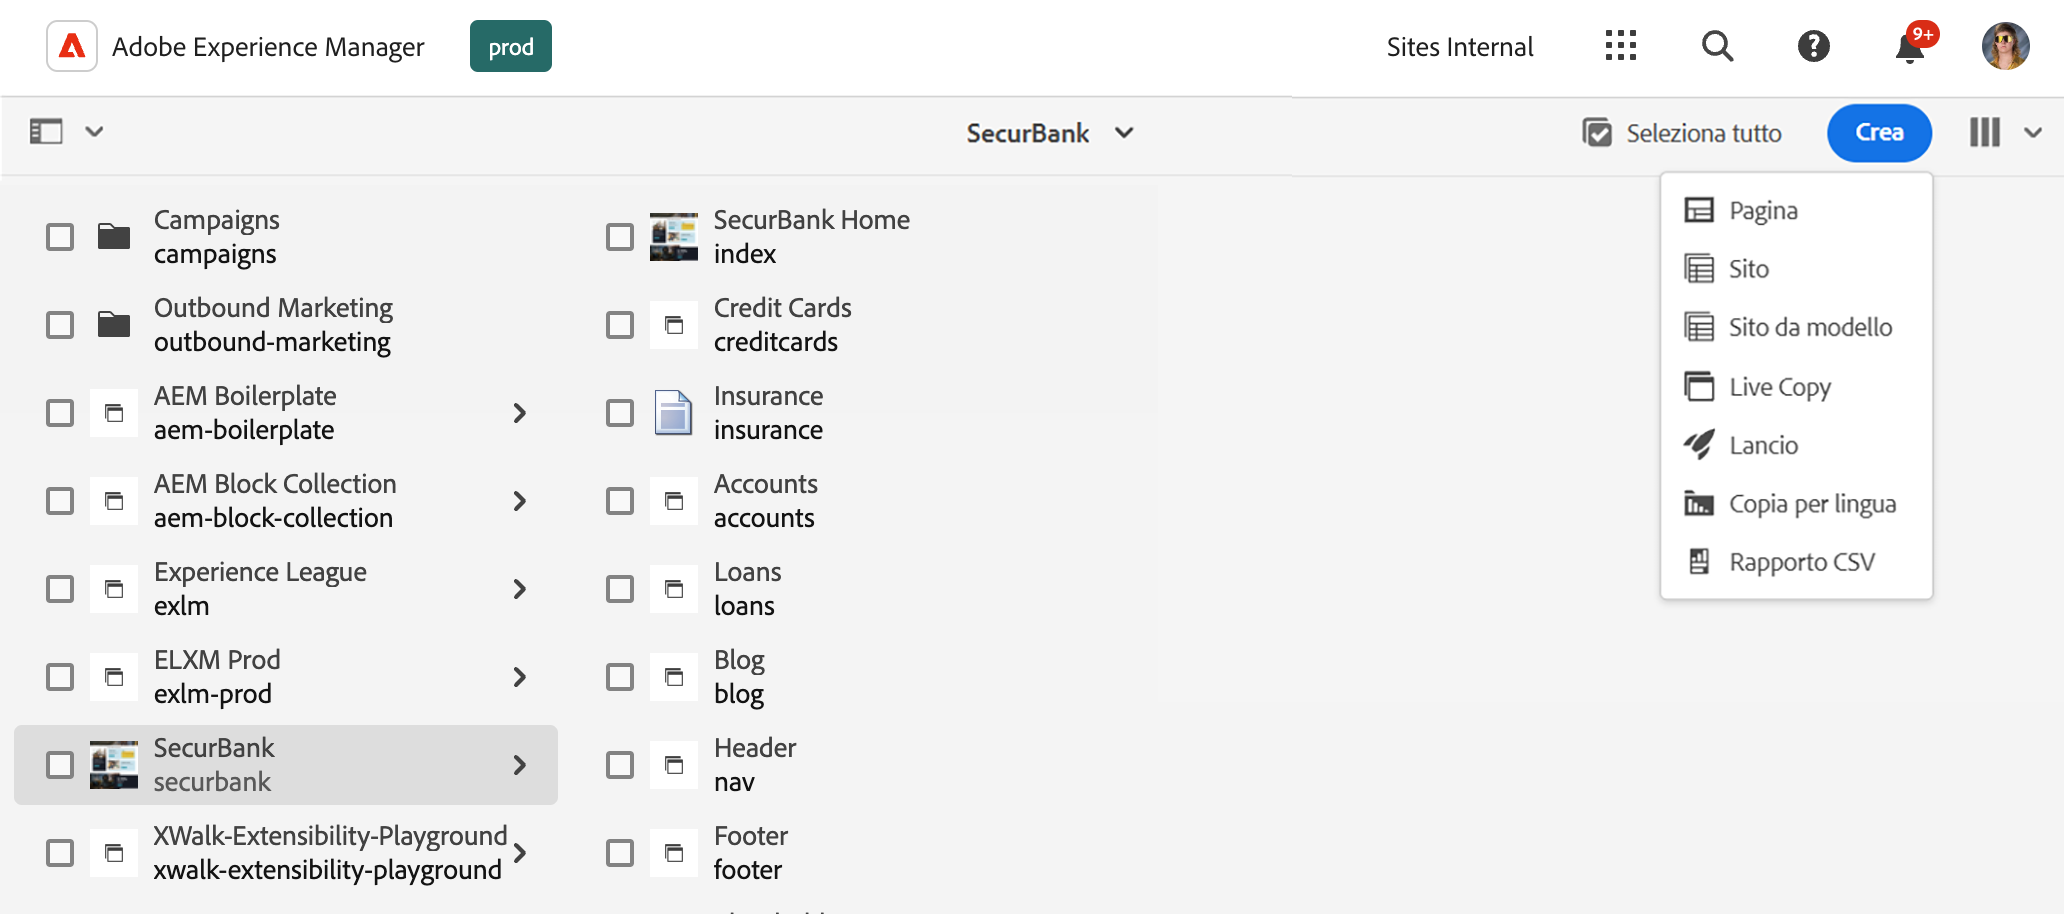 Adobe Experience Manager
prod
Sites Internal
9+
SecurBank
Seleziona tutto
Crea
Campaigns
campaigns
Outbound Marketing
outbound-marketing
AEM Boilerplate
aem-boilerplate
AEM Block Collection
aem-block-collection
Experience League
exlm
ELXM Prod
exlm-prod
SecurBank
securbank
XWalk-Extensibility-Playground
xwalk-extensibility-playground
SecurBank Home
index
Credit Cards
creditcards
Insurance
insurance
Accounts
accounts
Loans
loans
Blog
blog
Header
nav
Footer
footer
Pagina
Sito
Sito da modello
Live Copy
Lancio
Copia per lingua
Rapporto CSV